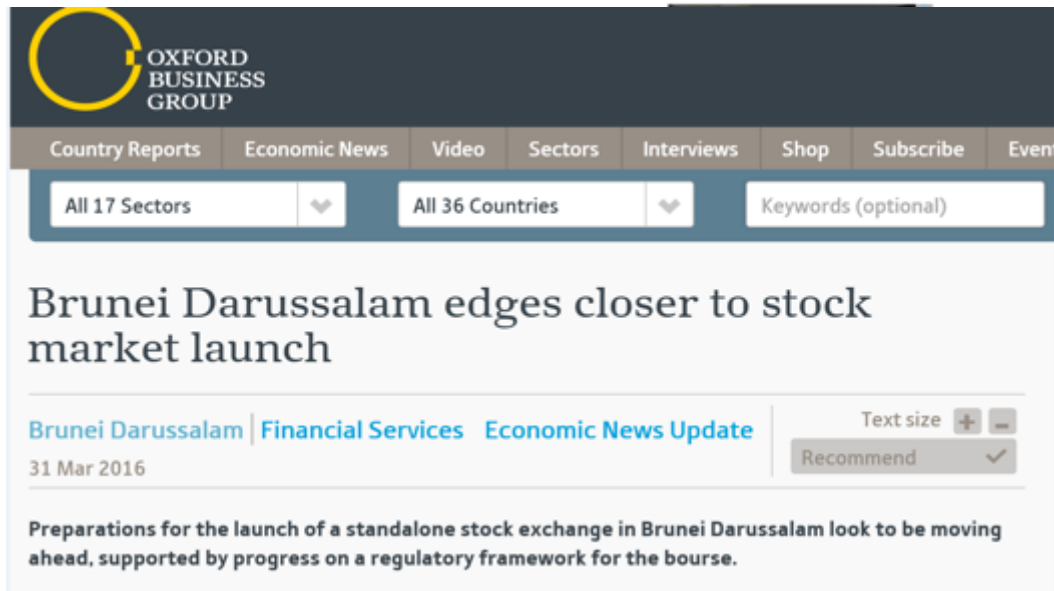 OXFORD
BUSINESS
GROUP
Country Reports Economic News Video Sectors Interviews Shop Subscribe Even
All 17 Sectors All 36 Countries Keywords (optional)
Brunei Darussalam edges closer to stock
market launch
Brunei Darussalam Financial Services Economic News Update
31 Mar 2016
Text size + -
Recommend
Preparations for the launch of a standalone stock exchange in Brunei Darussalam look to be moving
ahead, supported by progress on a regulatory framework for the bourse.